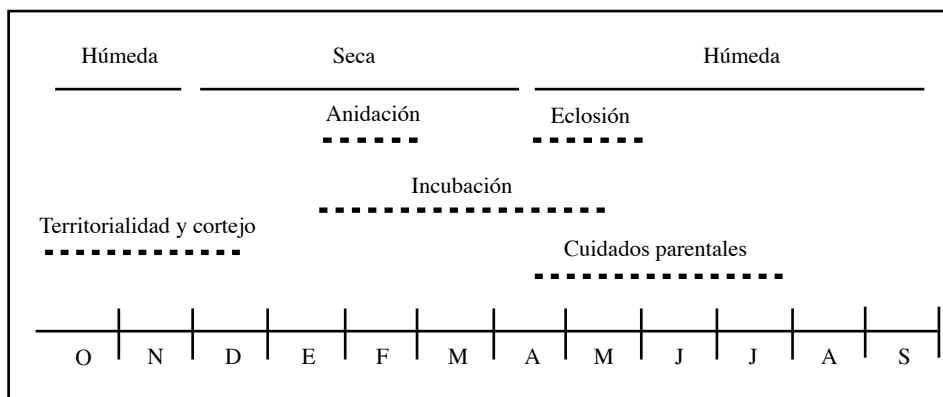 Húmeda Seca Húmeda
Anidación Eclosión
Incubación
Territorialidad y cortejo
Cuidados parentales
O N D E F M A M J J A S